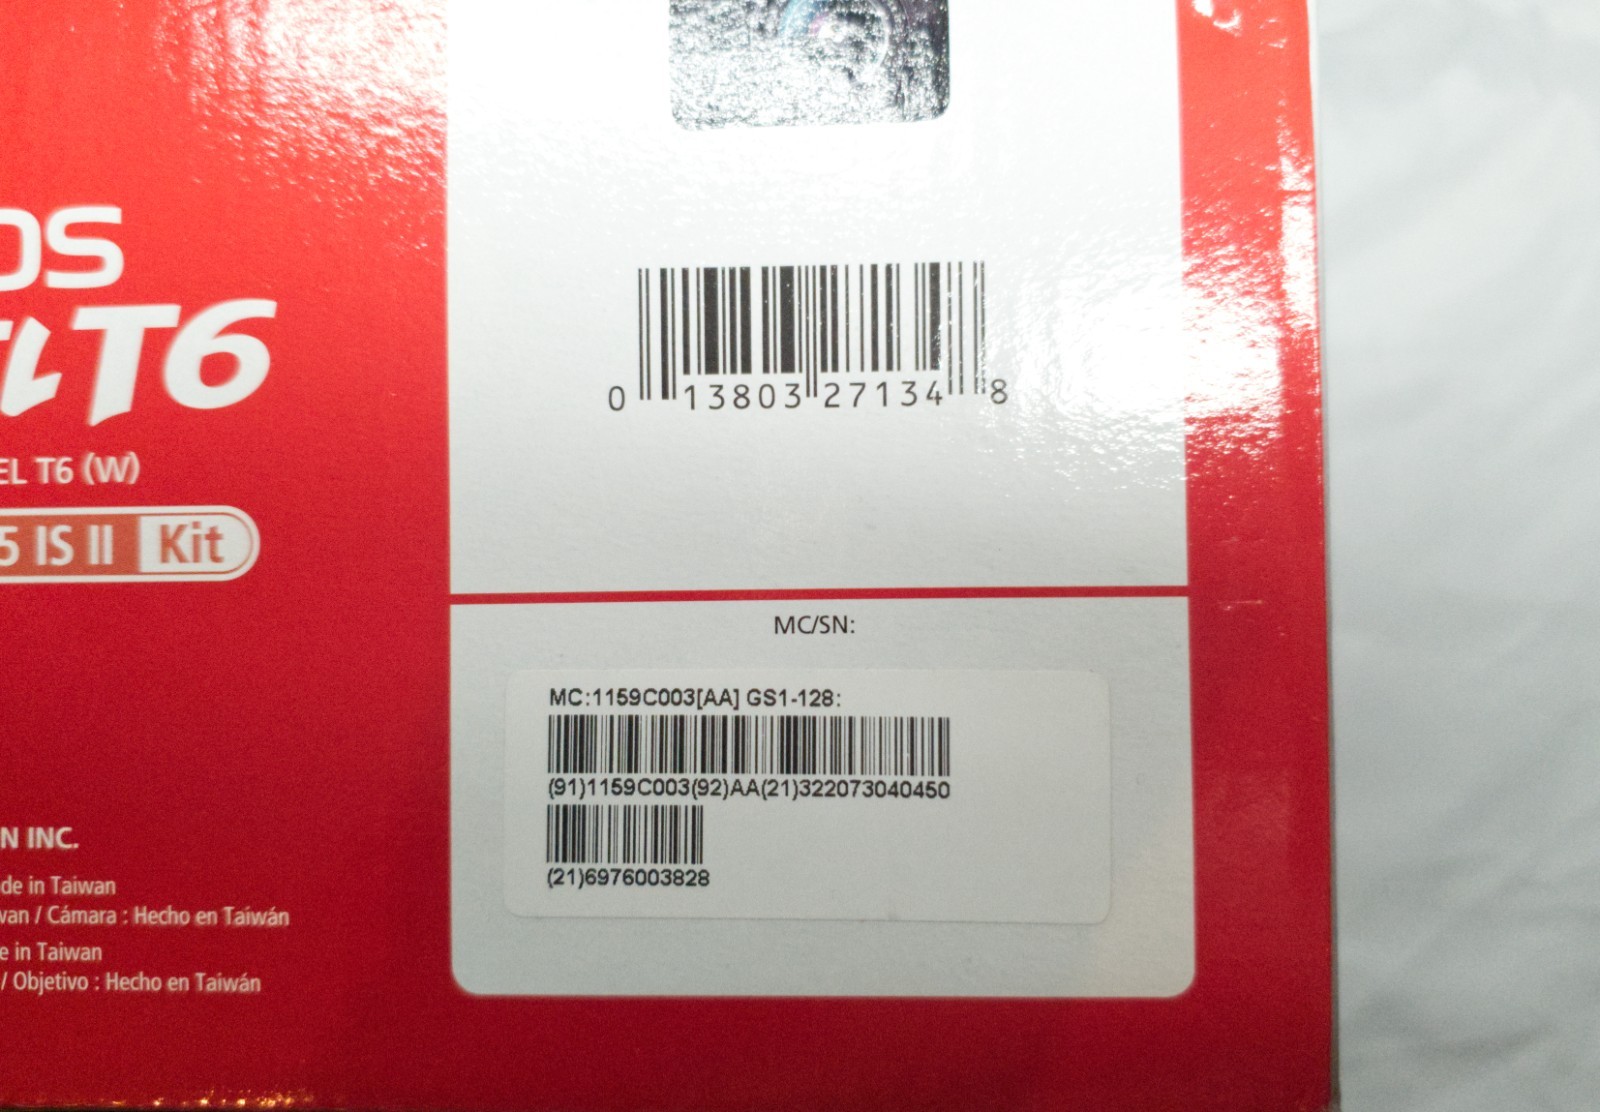 OS
T6
EL T6 (W)
5 IS II Kit
N INC.
de in Taiwan
wan / Cámara : Hecho en Taiwán
e in Taiwan
/ Objetivo : Hecho en Taiwán
0 13803 27134 8
MC/SN:
MC:1159C003[AA] GS1-128:
(91)1159C003(92)AA(21)322073040450
(21)6976003828